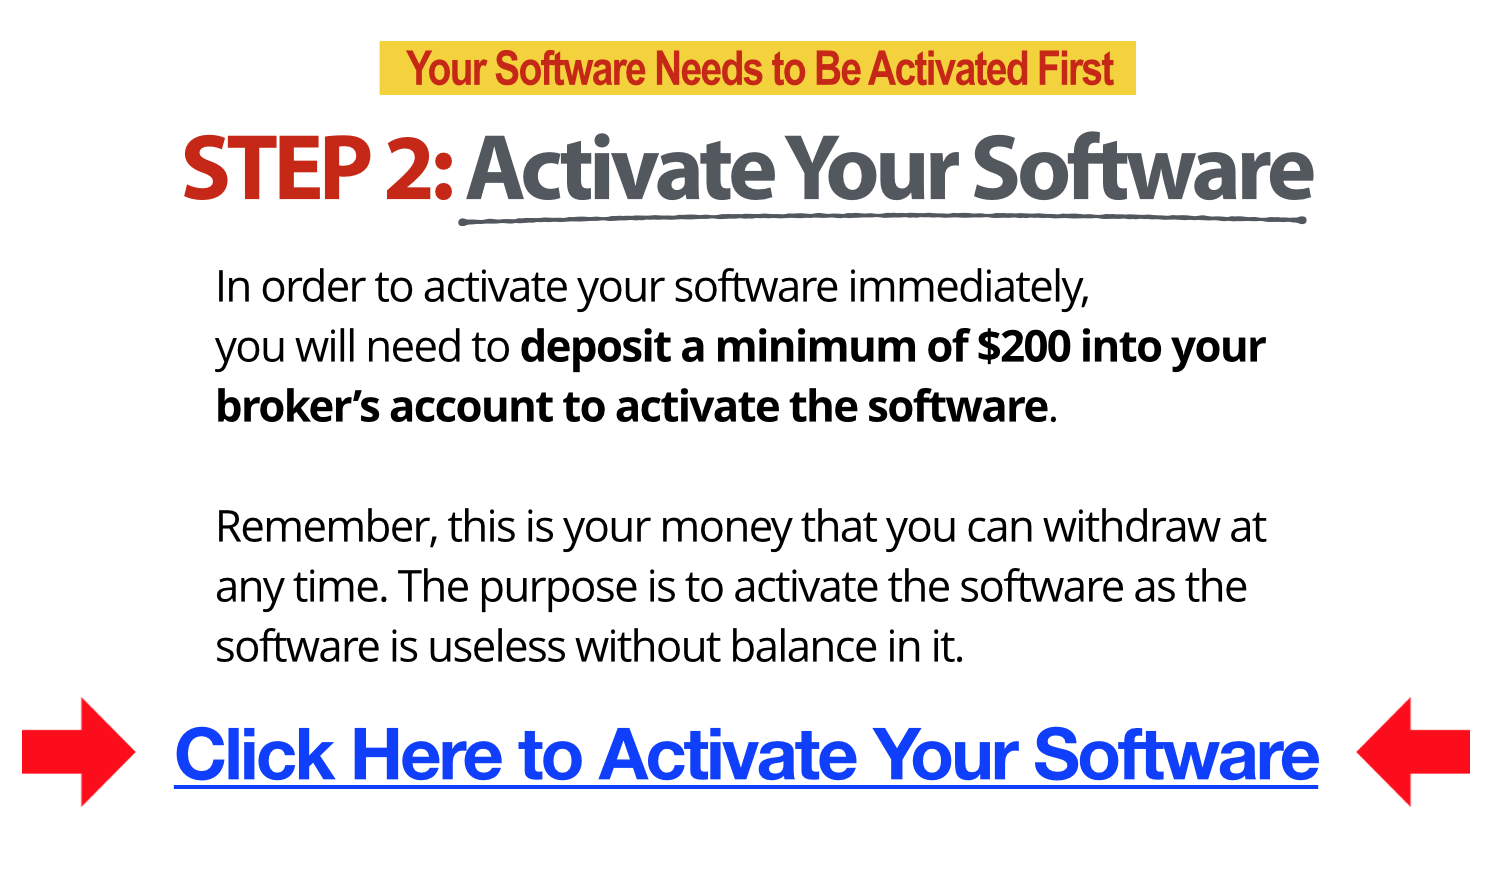 Your Software Needs to Be Activated First
STEP 2: Activate Your Software
In order to activate your software immediately,
you will need to deposit a minimum of $200 into your
broker’s account to activate the software.
Remember, this is your money that you can withdraw at
any time. The purpose is to activate the software as the
software is useless without balance in it.
Click Here to Activate Your Software